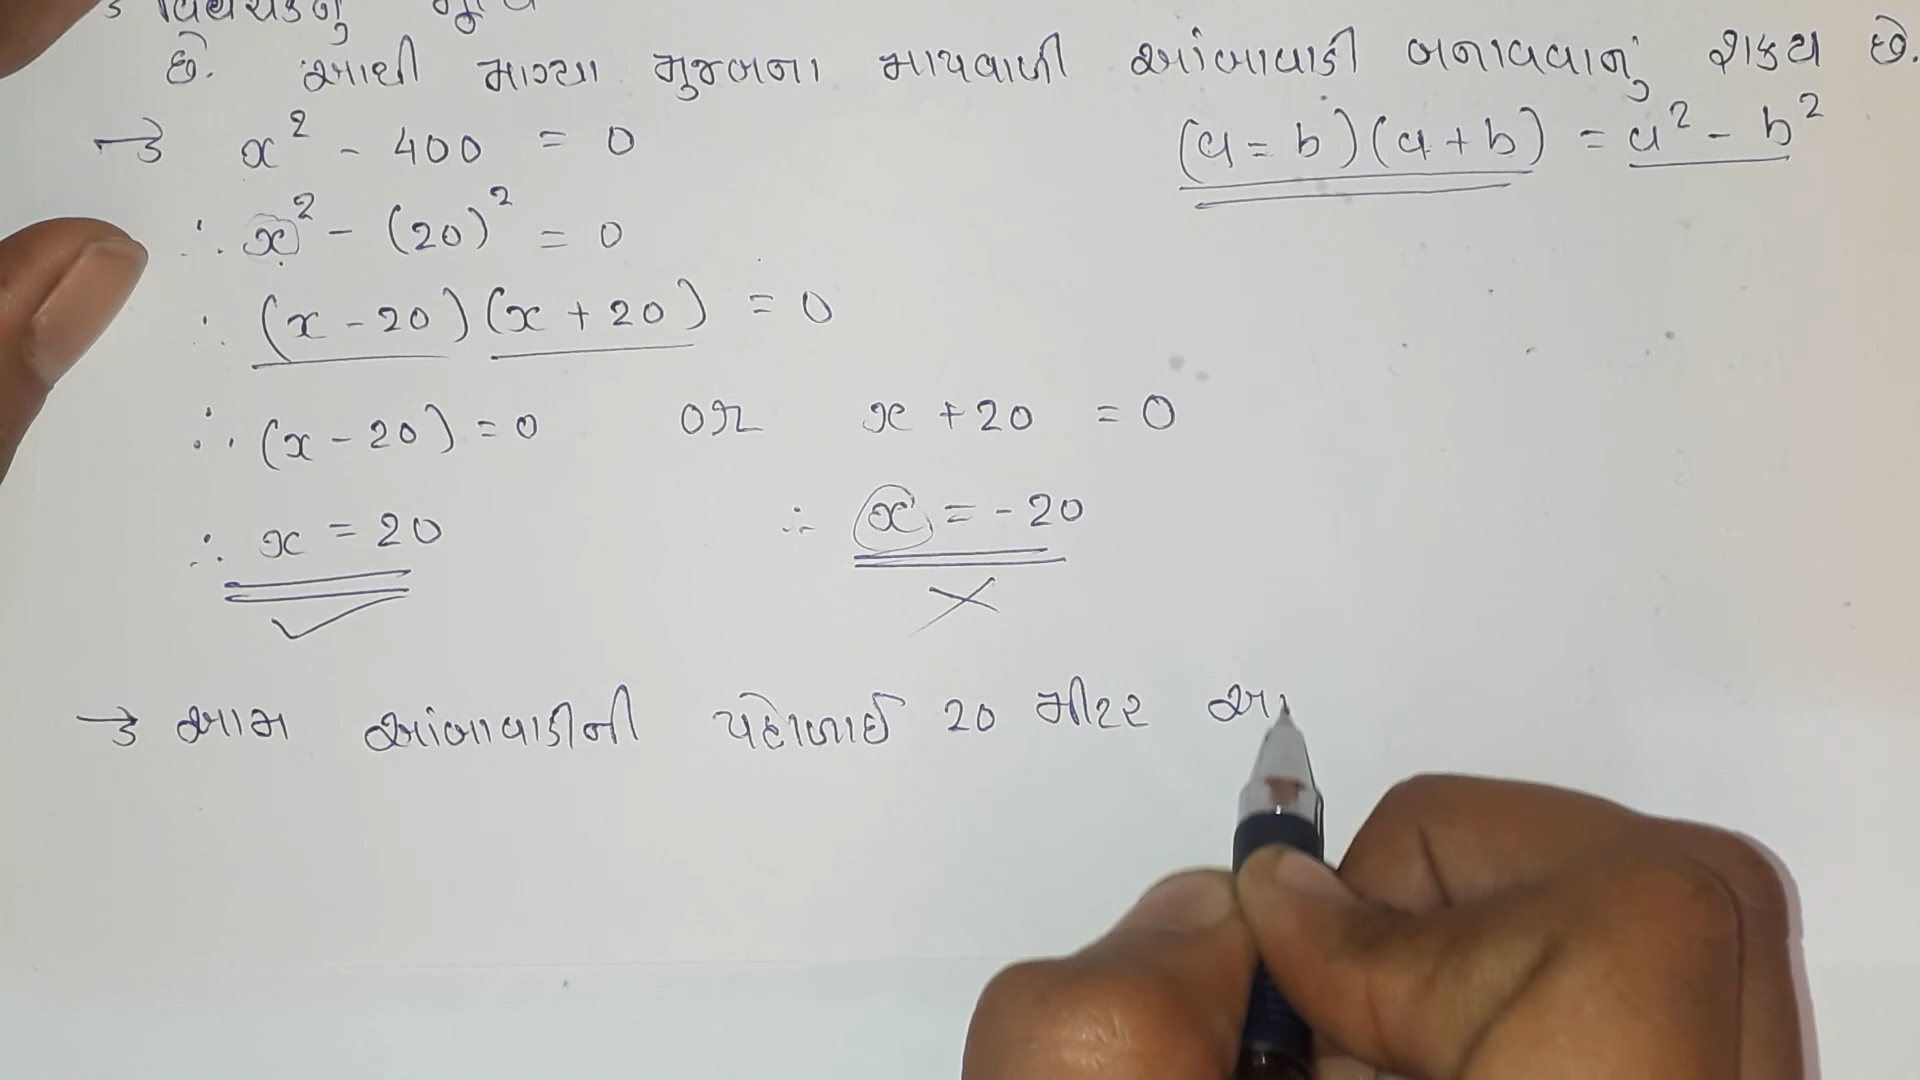 છે. આથી માગ્યા મુજબના માપવાળી આંબાવાડી બનાવવાનું શક્ય છે.
→ x² - 400 = 0 (a - b)(a + b) = a² - b²
∴ x² - (20)² = 0
∴ (x - 20)(x + 20) = 0
∴ (x - 20) = 0 or x + 20 = 0
∴ x = 20 ∴ x = -20
→ આમ આંબાવાડીની પહોળાઈ 20 મીટર